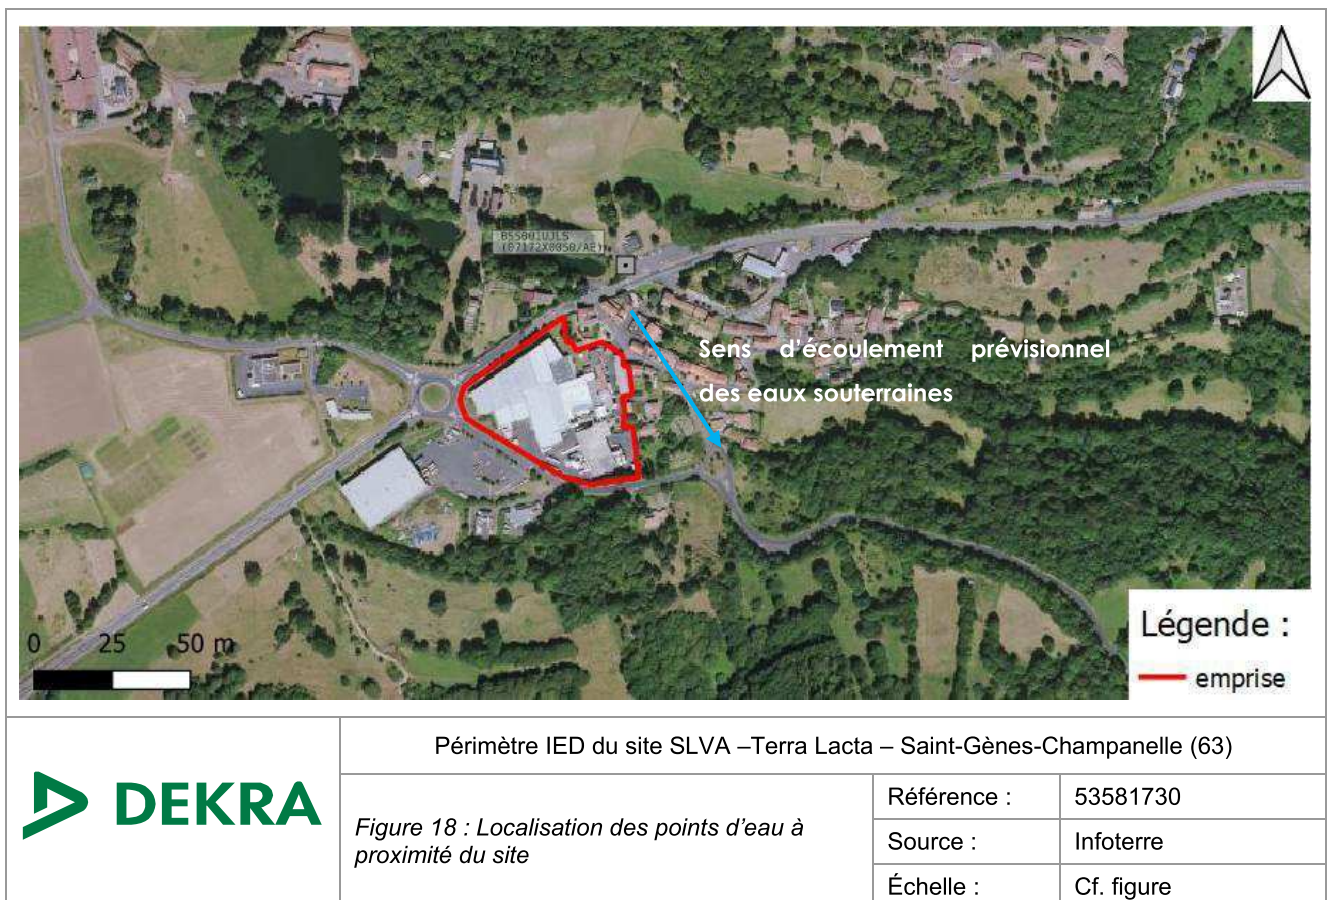 BSS001UJLS
(07172X0050/AE)
Sens d'écoulement prévisionnel
des eaux souterraines
0 25 50 m
Légende :
emprise
DEKRA
Périmètre IED du site SLVA –Terra Lacta – Saint-Gènes-Champanelle (63)
Figure 18 : Localisation des points d'eau à
proximité du site
Référence : 53581730
Source : Infoterre
Échelle : Cf. figure